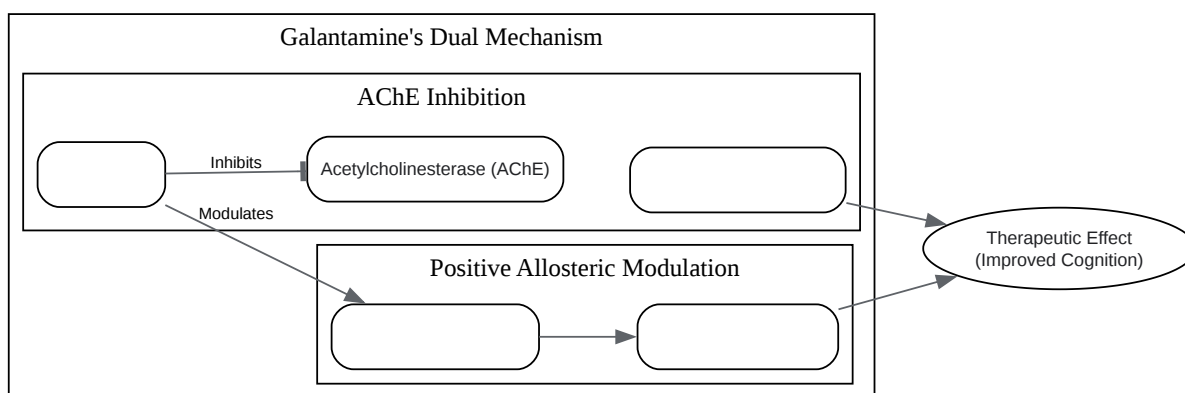 Galantamine's Dual Mechanism
AChE Inhibition
Inhibits
Acetylcholinesterase (AChE)
Modulates
Therapeutic Effect
(Improved Cognition)
Positive Allosteric Modulation